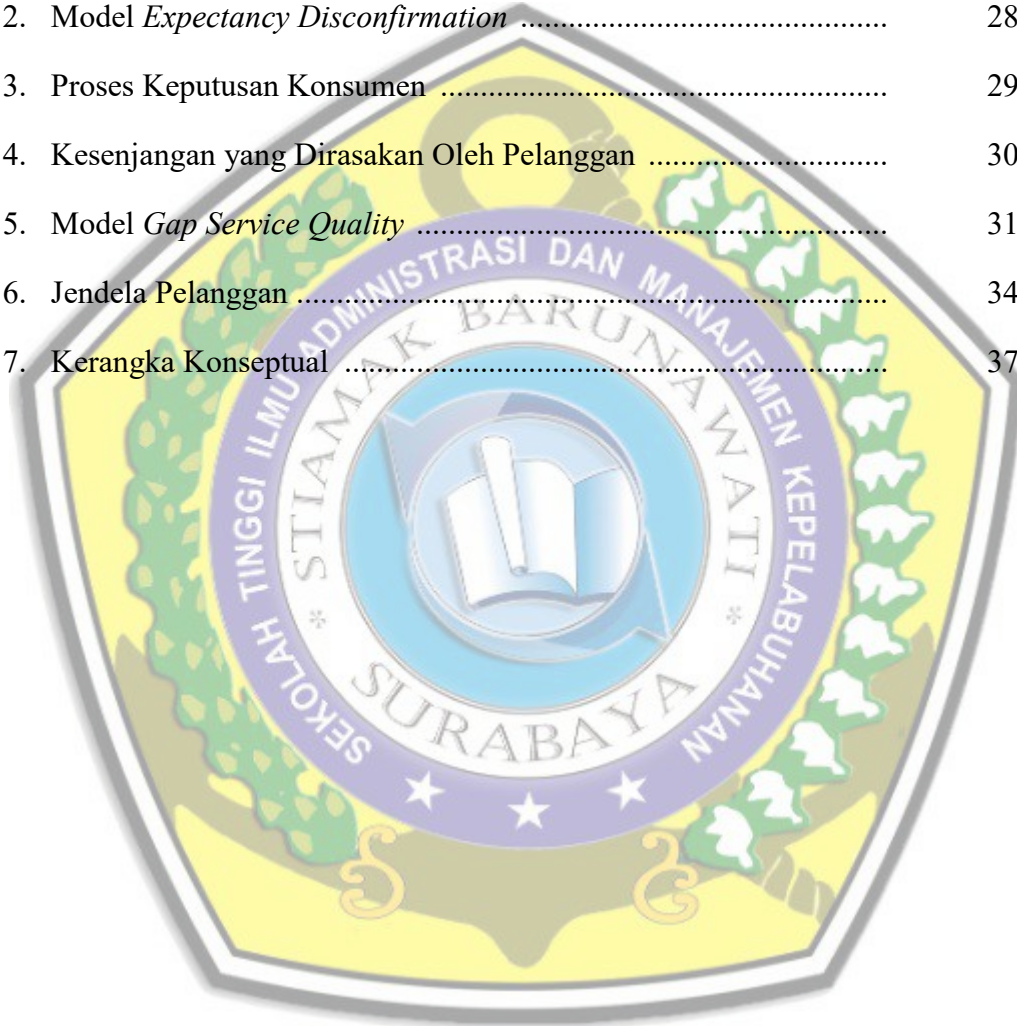 2. Model Expectancy Disconfirmation ............................................... 28
3. Proses Keputusan Konsumen ......................................................... 29
4. Kesenjangan yang Dirasakan Oleh Pelanggan .............................. 30
5. Model Gap Service Quality ............................................................ 31
6. Jendela Pelanggan ........................................................................... 34
7. Kerangka Konseptual ..................................................................... 37
SEKOLAH TINGGI ILMU ADMINISTRASI DAN MANAJEMEN KEPELABUHANAN
* STIAMAK BARUNAWATI *
SURABAYA